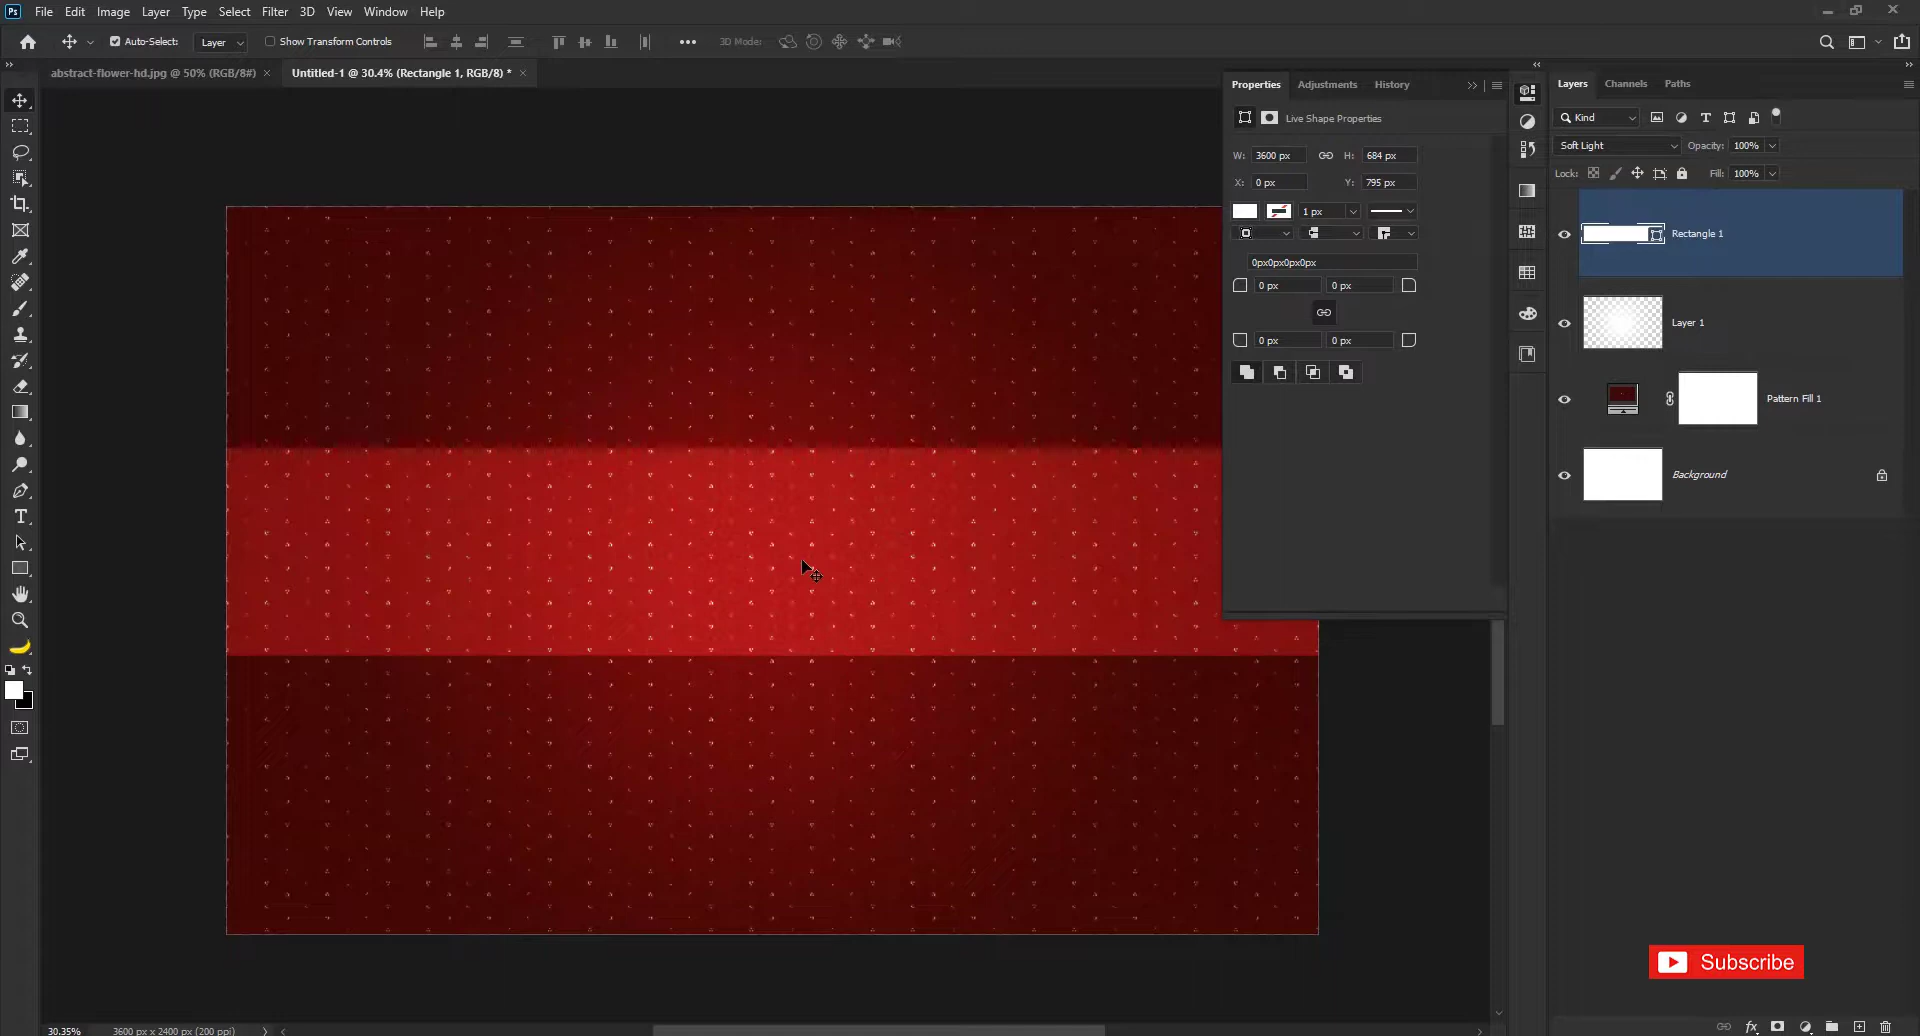 Ps File Edit Image Layer Type Select Filter 3D View Window Help
Auto-Select: Layer Show Transform Controls 3D Mode:
abstract-flower-hd.jpg @ 50% (RGB/8#) × Untitled-1 @ 30.4% (Rectangle 1, RGB/8) * ×
Properties Adjustments History
Live Shape Properties
W: 3600 px H: 684 px
X: 0 px Y: 795 px
1 px
0px0px0px0px
0 px 0 px
0 px 0 px
Layers Channels Paths
Kind
Soft Light Opacity: 100%
Lock: Fill: 100%
Rectangle 1
Layer 1
Pattern Fill 1
Background
Subscribe
30.35% 3600 px x 2400 px (200 ppi)